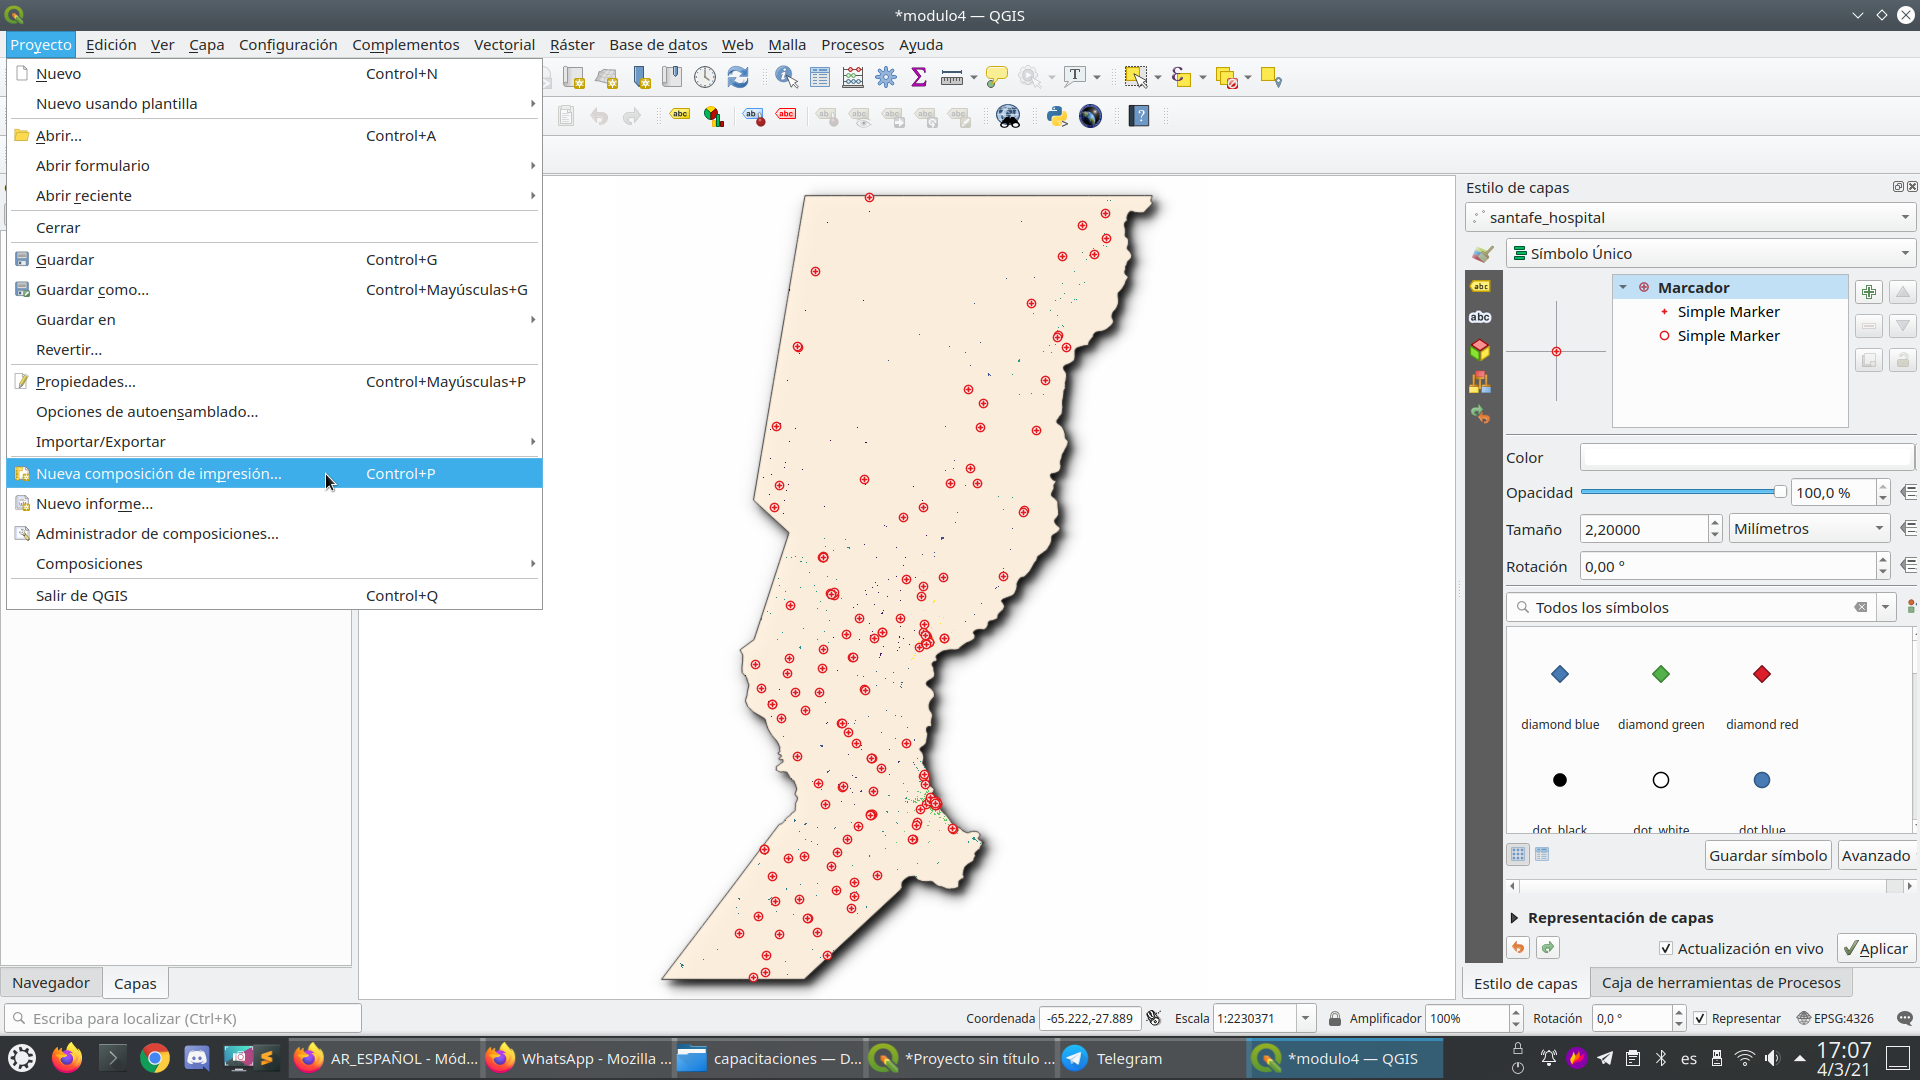 *modulo4 — QGIS
Proyecto Edición Ver Capa Configuración Complementos Vectorial Ráster Base de datos Web Malla Procesos Ayuda
Nuevo Control+N
Nuevo usando plantilla
Abrir... Control+A
Abrir formulario
Abrir reciente
Cerrar
Guardar Control+G
Guardar como... Control+Mayúsculas+G
Guardar en
Revertir...
Propiedades... Control+Mayúsculas+P
Opciones de autoensamblado...
Importar/Exportar
Nueva composición de impresión... Control+P
Nuevo informe...
Administrador de composiciones...
Composiciones
Salir de QGIS Control+Q
Estilo de capas
santafe_hospital
Símbolo Único
Marcador
Simple Marker
Simple Marker
Color
Opacidad 100,0 %
Tamaño 2,20000 Milímetros
Rotación 0,00 °
Todos los símbolos
diamond blue diamond green diamond red
dot black dot white dot blue
Guardar símbolo Avanzado
Representación de capas
Actualización en vivo Aplicar
Navegador Capas
Estilo de capas Caja de herramientas de Procesos
Escriba para localizar (Ctrl+K)
Coordenada -65.222,-27.889 Escala 1:2230371 Amplificador 100% Rotación 0,0 ° Representar EPSG:4326
AR_ESPAÑOL - Mód... WhatsApp - Mozilla ... capacitaciones — D... *Proyecto sin título ... Telegram *modulo4 — QGIS
es
17:07
4/3/21